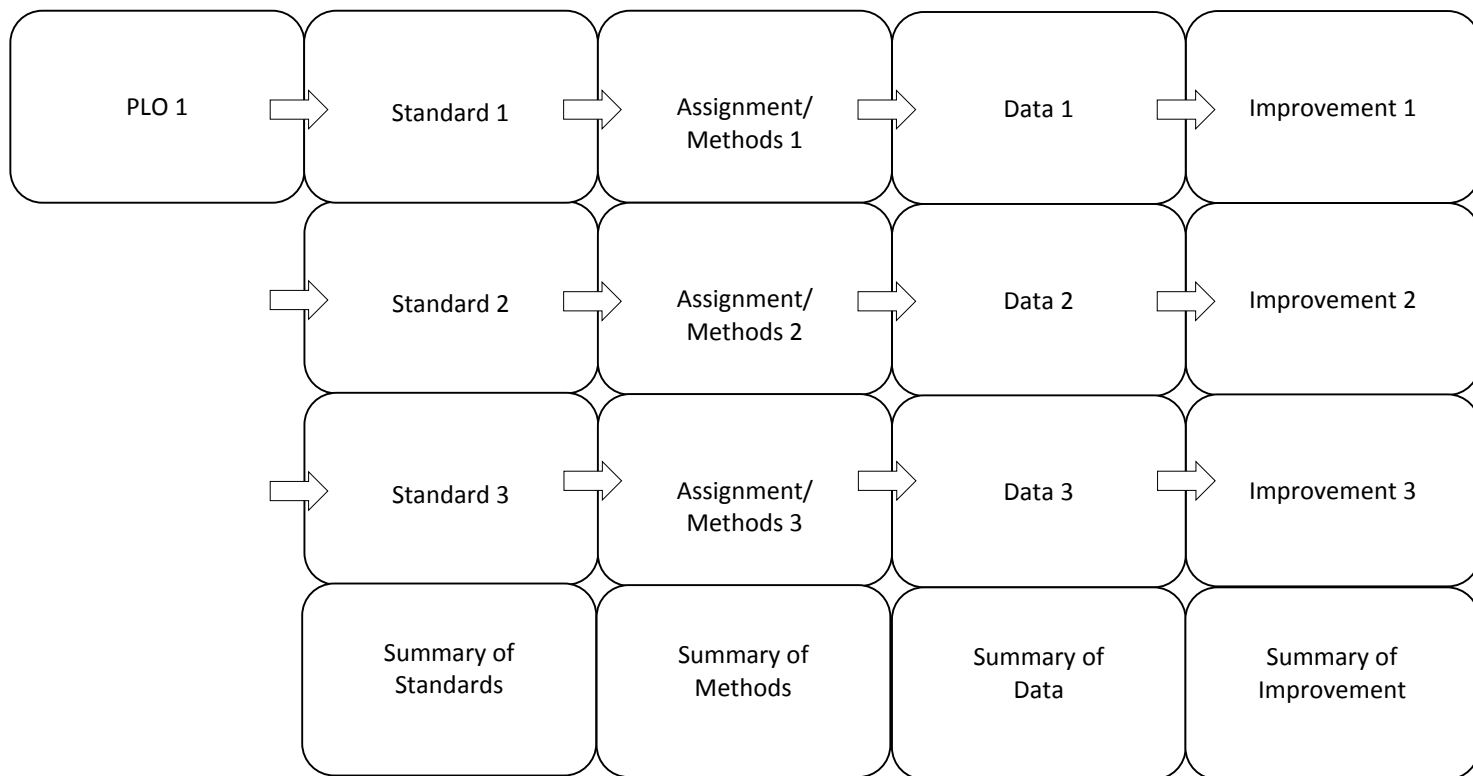 PLO 1
Standard 1
Assignment/
Methods 1
Data 1
Improvement 1
Standard 2
Assignment/
Methods 2
Data 2
Improvement 2
Standard 3
Assignment/
Methods 3
Data 3
Improvement 3
Summary of
Standards
Summary of
Methods
Summary of
Data
Summary of
Improvement